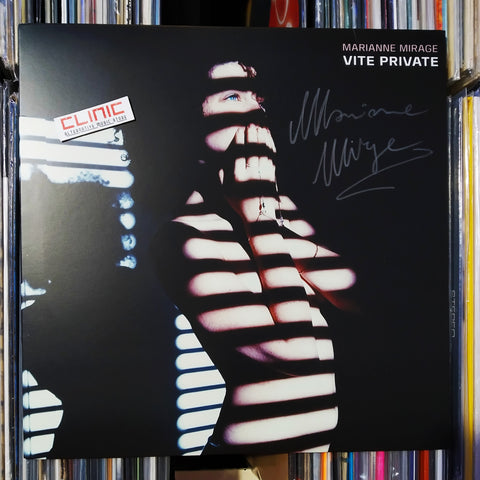 MARIANNE MIRAGE
VITE PRIVATE
CLINIC
ALTERNATIVE MUSIC STORE
Marianne
Mirage